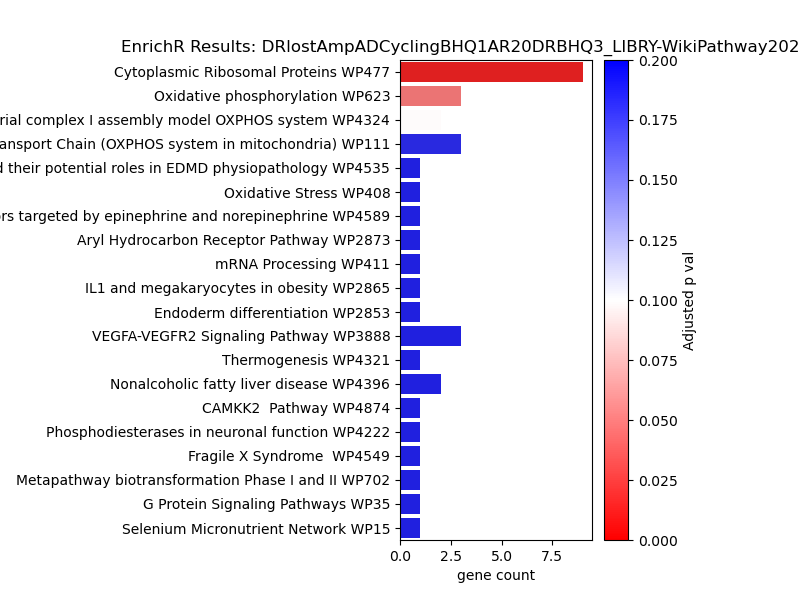 EnrichR Results: DRlostAmpADCyclingBHQ1AR20DRBHQ3_LIBRY-WikiPathway202
Cytoplasmic Ribosomal Proteins WP477
Oxidative phosphorylation WP623
rial complex I assembly model OXPHOS system WP4324
ansport Chain (OXPHOS system in mitochondria) WP111
d their potential roles in EDMD physiopathology WP4535
Oxidative Stress WP408
ors targeted by epinephrine and norepinephrine WP4589
Aryl Hydrocarbon Receptor Pathway WP2873
mRNA Processing WP411
IL1 and megakaryocytes in obesity WP2865
Endoderm differentiation WP2853
VEGFA-VEGFR2 Signaling Pathway WP3888
Thermogenesis WP4321
Nonalcoholic fatty liver disease WP4396
CAMKK2  Pathway WP4874
Phosphodiesterases in neuronal function WP4222
Fragile X Syndrome  WP4549
Metapathway biotransformation Phase I and II WP702
G Protein Signaling Pathways WP35
Selenium Micronutrient Network WP15
0.0 2.5 5.0 7.5
gene count
0.200
0.175
0.150
0.125
0.100
0.075
0.050
0.025
0.000
Adjusted p val